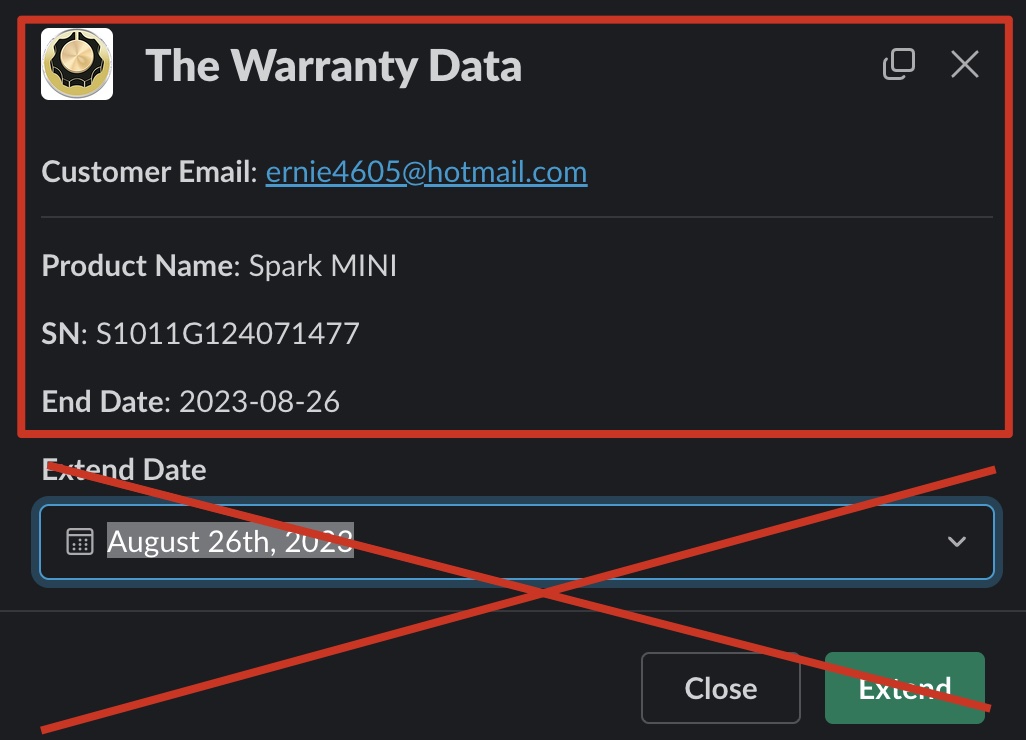 The Warranty Data
Customer Email: ernie4605@hotmail.com
Product Name: Spark MINI
SN: S1011G124071477
End Date: 2023-08-26
Extend Date
August 26th, 2023
Close
Extend